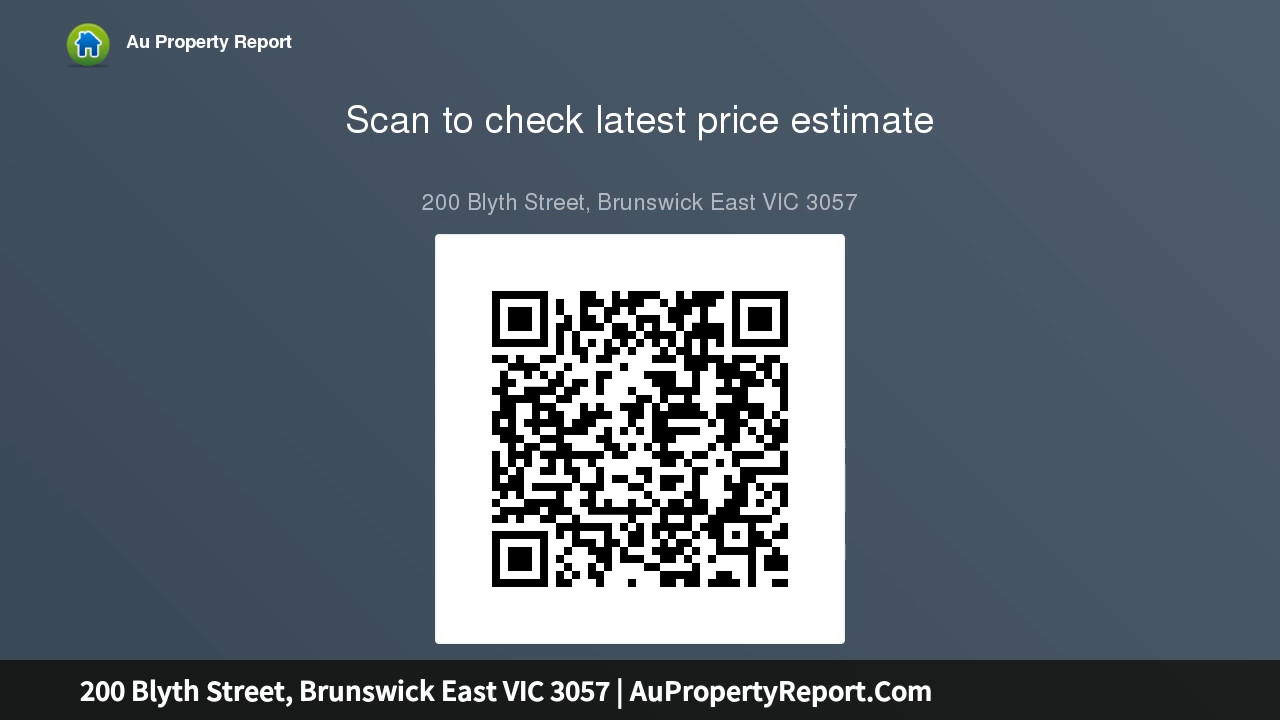 Au Property Report
Scan to check latest price estimate
200 Blyth Street, Brunswick East VIC 3057
200 Blyth Street, Brunswick East VIC 3057 | AuPropertyReport.Com